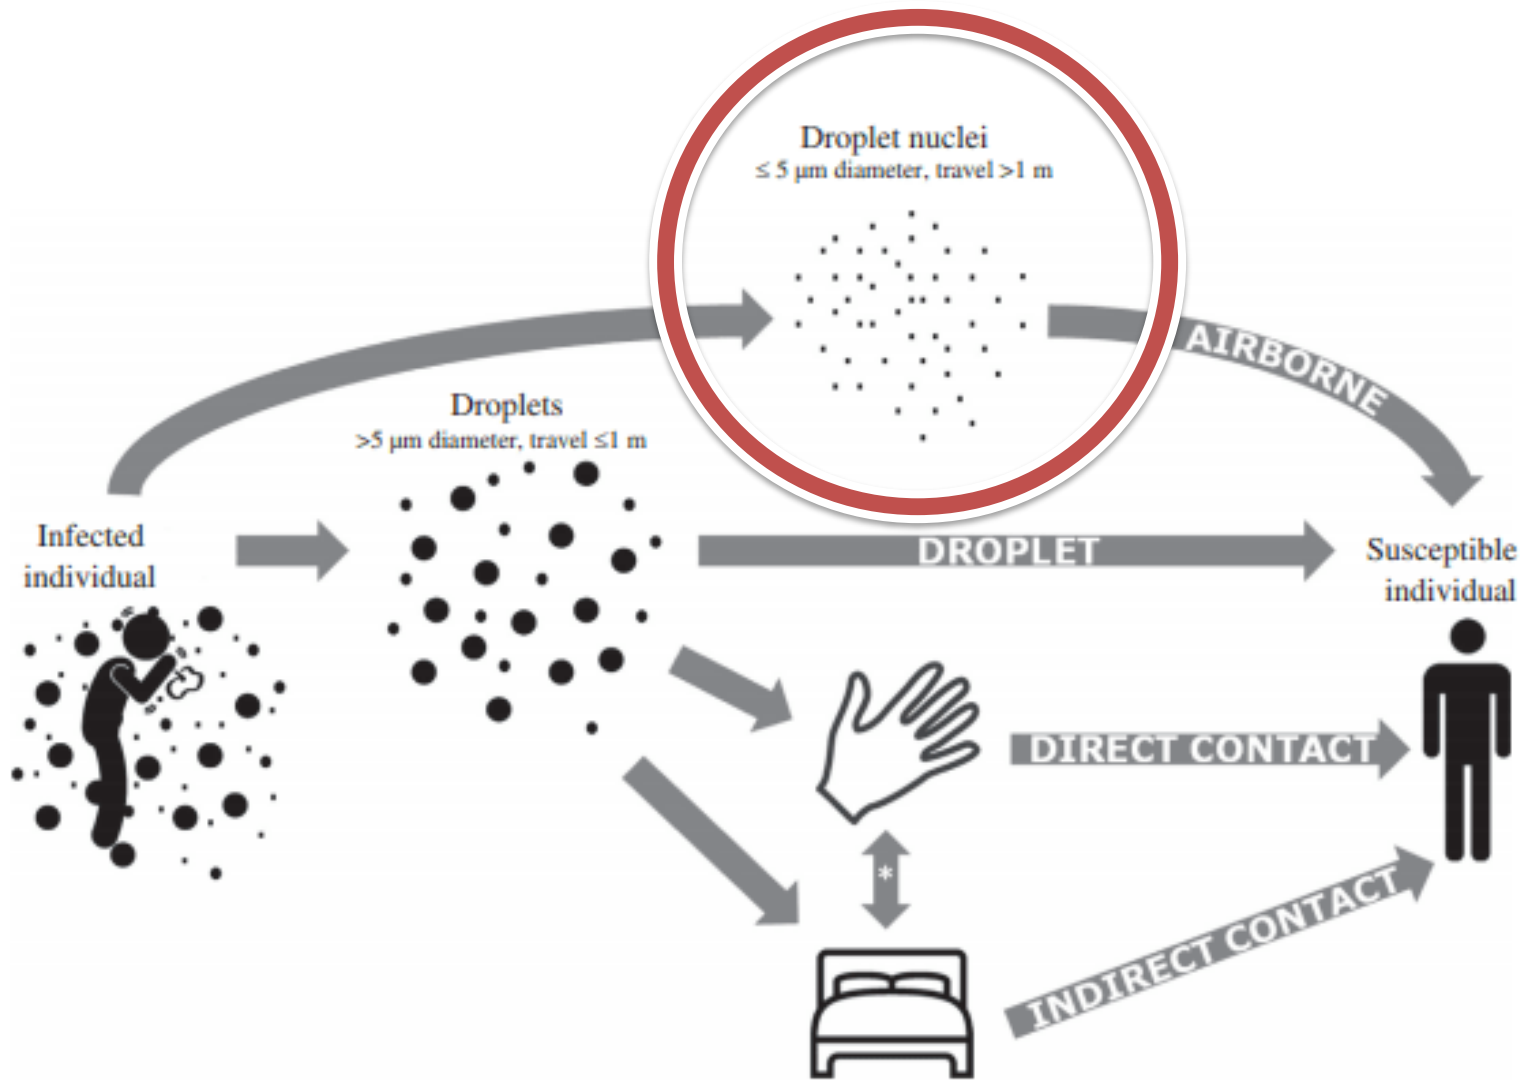 Droplet nuclei
≤ 5 μm diameter, travel >1 m
AIRBORNE
Droplets
>5 μm diameter, travel ≤1 m
Infected
individual
DROPLET
Susceptible
individual
DIRECT CONTACT
*
INDIRECT CONTACT